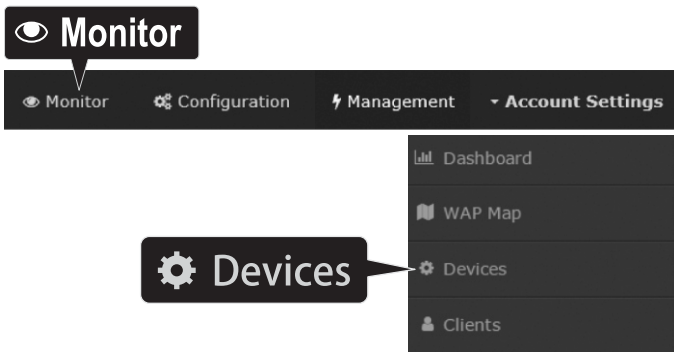 Monitor
Monitor Configuration Management Account Settings
Dashboard
WAP Map
Devices
Devices
Clients